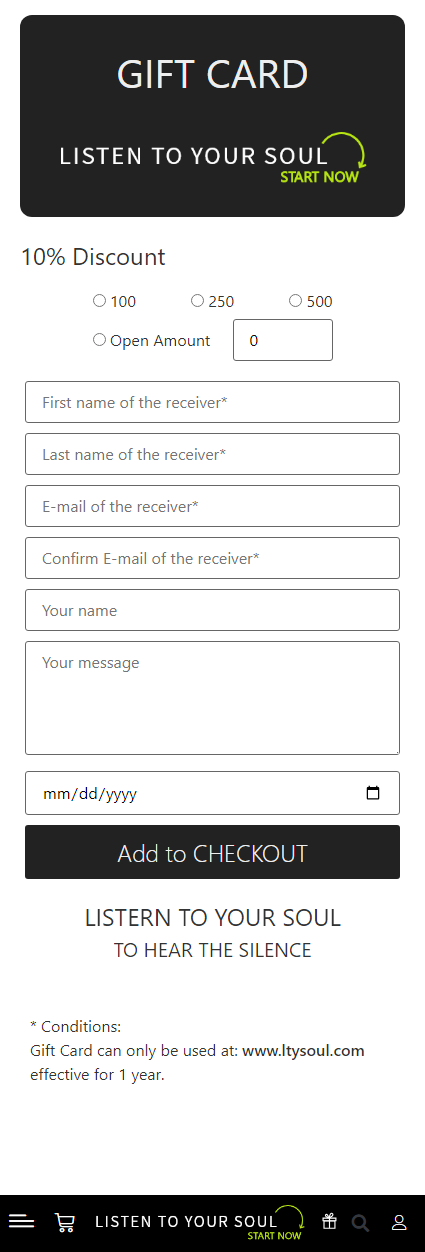 GIFT CARD
LISTEN TO YOUR SOUL
START NOW
10% Discount
100 250 500
Open Amount 0
First name of the receiver*
Last name of the receiver*
E-mail of the receiver*
Confirm E-mail of the receiver*
Your name
Your message
mm/dd/yyyy
Add to CHECKOUT
LISTERN TO YOUR SOUL
TO HEAR THE SILENCE
* Conditions:
Gift Card can only be used at: www.ltysoul.com
effective for 1 year.
LISTEN TO YOUR SOUL
START NOW